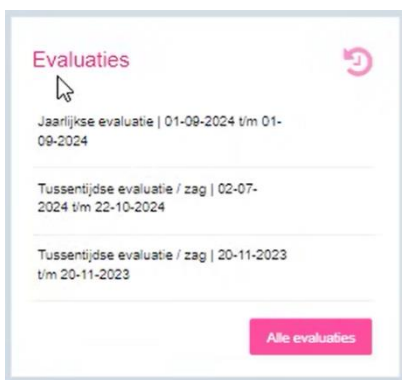 Evaluaties
Jaarlijkse evaluatie | 01-09-2024 t/m 01-
09-2024
Tussentijdse evaluatie / zag | 02-07-
2024 t/m 22-10-2024
Tussentijdse evaluatie / zag | 20-11-2023
t/m 20-11-2023
Alle evaluaties